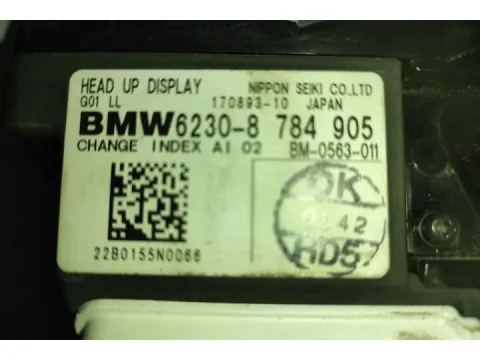 HEAD UP DISPLAY NIPPON SEIKI CO.,LTD
G01 LL 170893-10 JAPAN
BMW 6230-8 784 905
CHANGE INDEX AI 02 BM-0563-011
OK
42
HD57
22B0155N0066